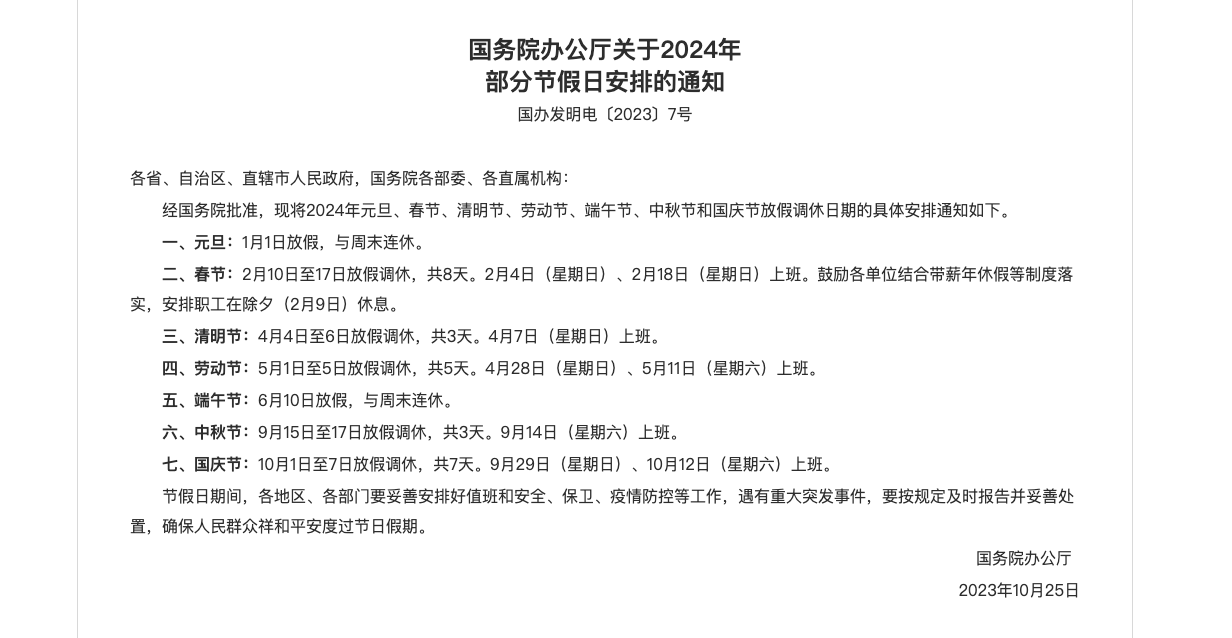 国务院办公厅关于2024年
部分节假日安排的通知
国办发明电〔2023〕7号
各省、自治区、直辖市人民政府，国务院各部委、各直属机构：
经国务院批准，现将2024年元旦、春节、清明节、劳动节、端午节、中秋节和国庆节放假调休日期的具体安排通知如下。
一、元旦：1月1日放假，与周末连休。
二、春节：2月10日至17日放假调休，共8天。2月4日（星期日）、2月18日（星期日）上班。鼓励各单位结合带薪年休假等制度落
实，安排职工在除夕（2月9日）休息。
三、清明节：4月4日至6日放假调休，共3天。4月7日（星期日）上班。
四、劳动节：5月1日至5日放假调休，共5天。4月28日（星期日）、5月11日（星期六）上班。
五、端午节：6月10日放假，与周末连休。
六、中秋节：9月15日至17日放假调休，共3天。9月14日（星期六）上班。
七、国庆节：10月1日至7日放假调休，共7天。9月29日（星期日）、10月12日（星期六）上班。
节假日期间，各地区、各部门要妥善安排好值班和安全、保卫、疫情防控等工作，遇有重大突发事件，要按规定及时报告并妥善处
置，确保人民群众祥和平安度过节日假期。
国务院办公厅
2023年10月25日